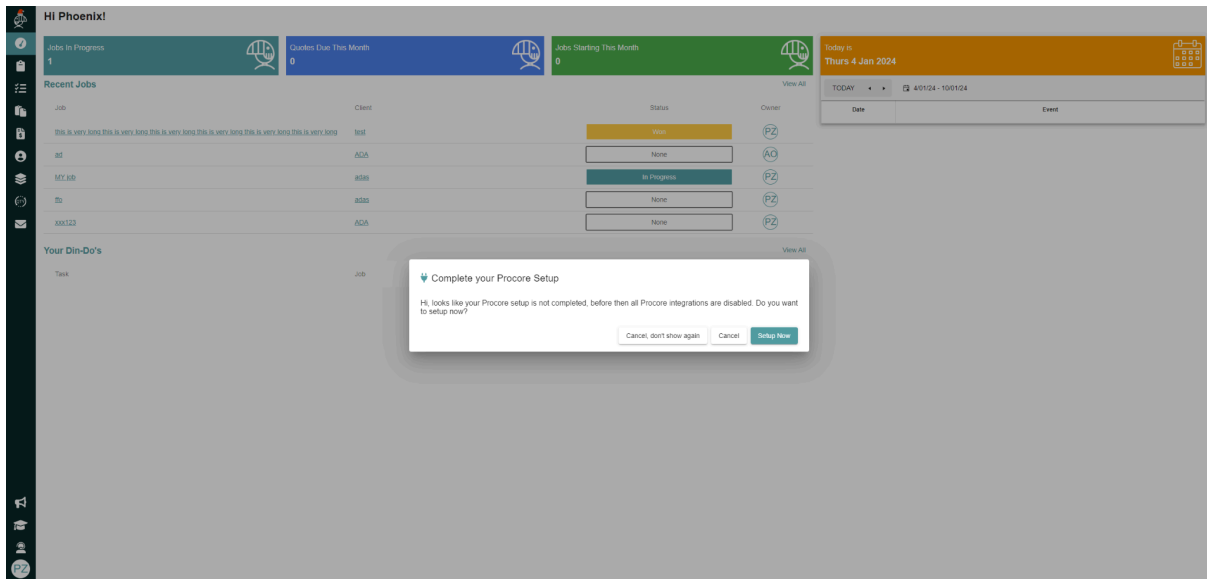 Hi Phoenix!
Jobs In Progress
1
Quotes Due This Month
0
Jobs Starting This Month
0
Today is
Thurs 4 Jan 2024
Recent Jobs
View All
TODAY
4/01/24 - 10/01/24
Date Event
Job Client Status Owner
this is very long this is very long this is very long this is very long this is very long this is very long test Won PZ
ad ADA None AO
MY job adas In Progress PZ
adas None PZ
xxx123 ADA None PZ
Your Din-Do's
View All
Task Job
Complete your Procore Setup
Hi, looks like your Procore setup is not completed, before then all Procore integrations are disabled. Do you want
to setup now?
Cancel, don't show again Cancel Setup Now
PZ